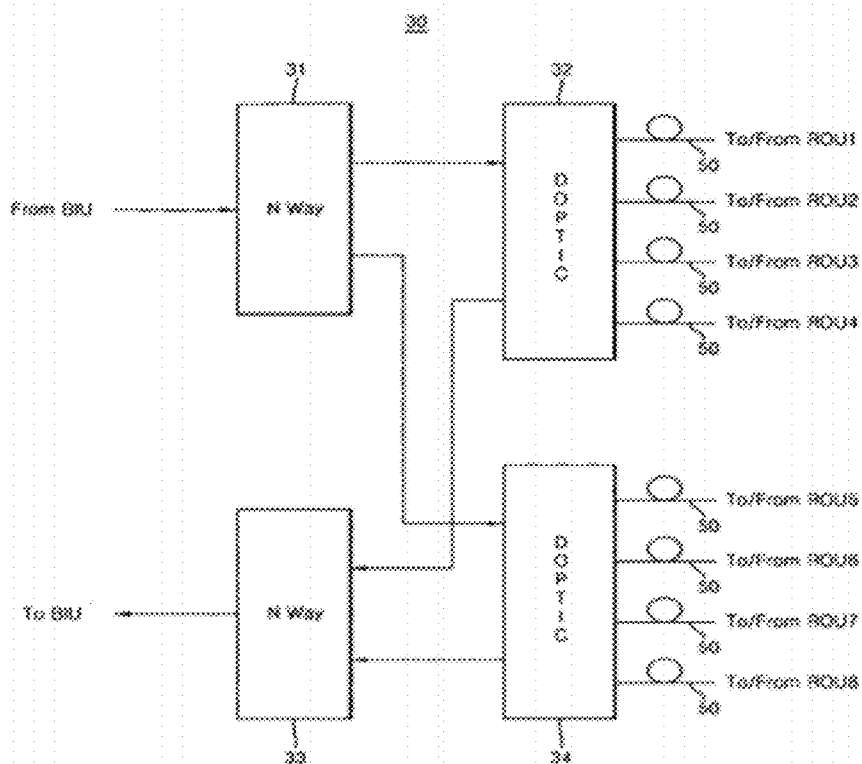 30
31
32
From BIU
N Way
DOPTIC
To/From ROU1
50
To/From ROU2
50
To/From ROU3
50
To/From ROU4
50
To BIU
N Way
DOPTIC
To/From ROU5
50
To/From ROU6
50
To/From ROU7
50
To/From ROU8
50
33
34